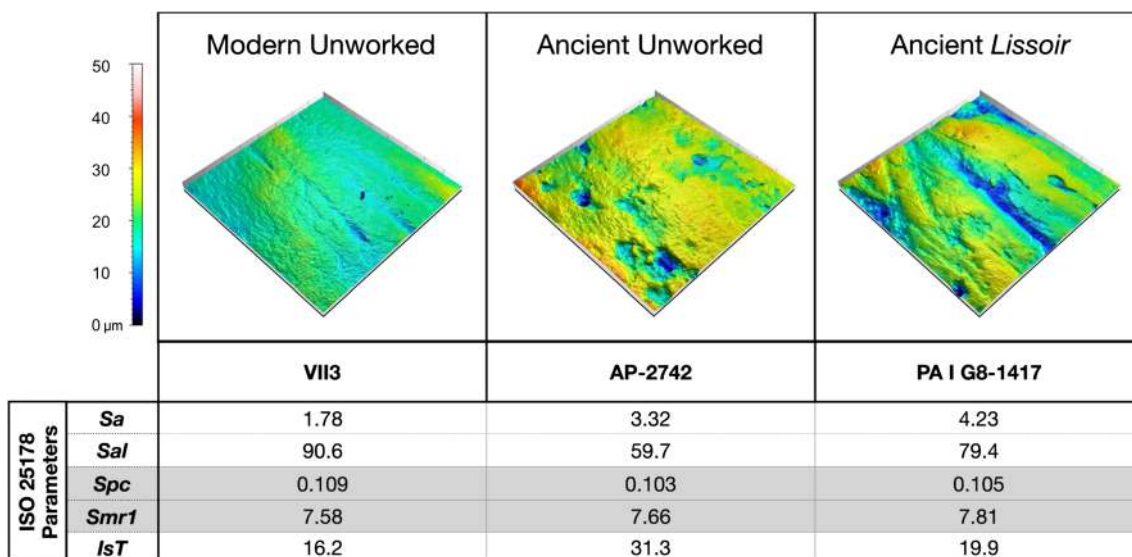 Modern Unworked Ancient Unworked Ancient Lissoir
50
40
30
20
10
0 µm
VII3 AP-2742 PA I G8-1417
ISO 25178 Parameters
Sa 1.78 3.32 4.23
Sal 90.6 59.7 79.4
Spc 0.109 0.103 0.105
Smr1 7.58 7.66 7.81
IsT 16.2 31.3 19.9